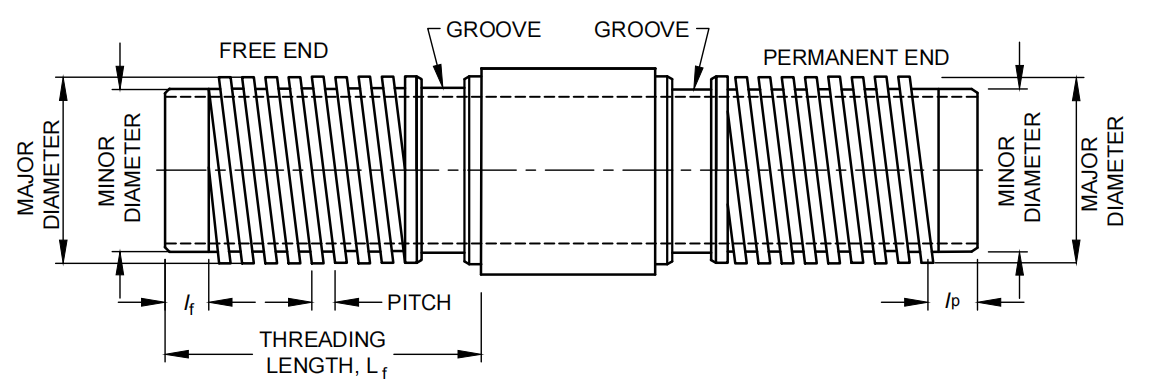 GROOVE
GROOVE
FREE END
PERMANENT END
MAJOR
DIAMETER
MINOR
DIAMETER
MINOR
DIAMETER
MAJOR
DIAMETER
lf
PITCH
lp
THREADING
LENGTH, Lf